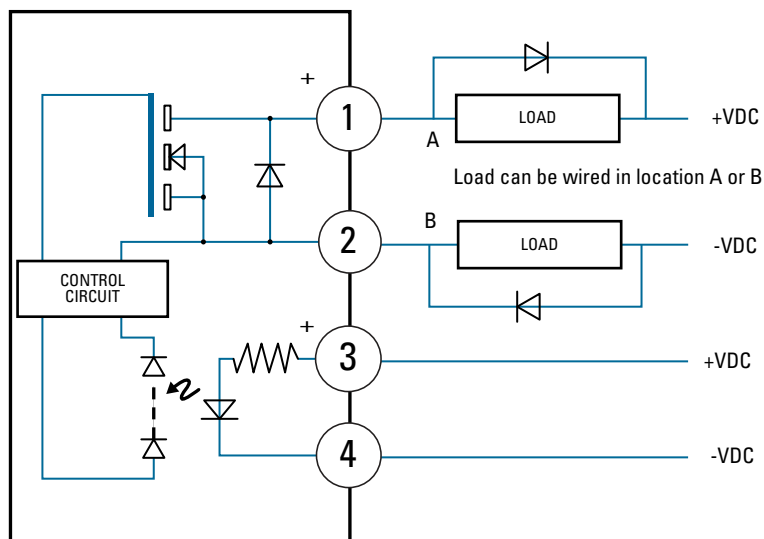 +
1
A
LOAD
+VDC
Load can be wired in location A or B
2
B
LOAD
-VDC
CONTROL
CIRCUIT
+
3
+VDC
4
-VDC